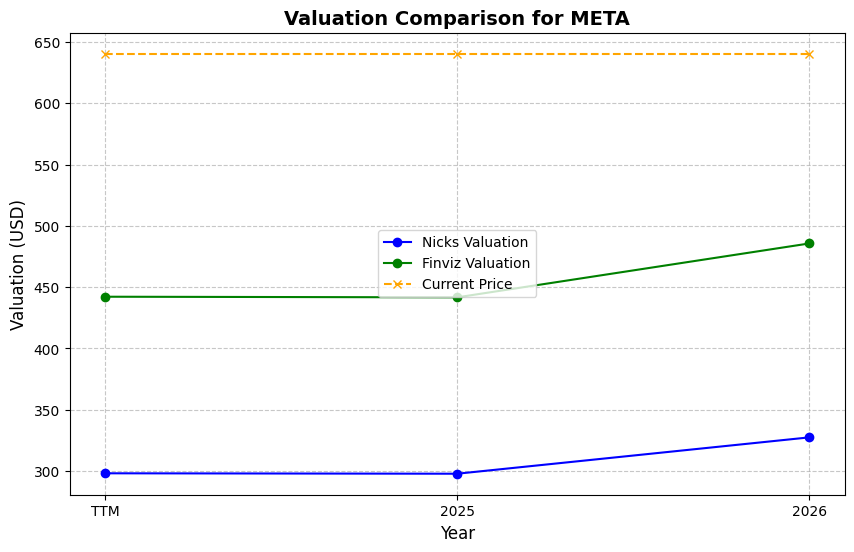 Valuation Comparison for META
Valuation (USD)
650
600
550
500
450
400
350
300
Nicks Valuation
Finviz Valuation
Current Price
TTM
2025
2026
Year